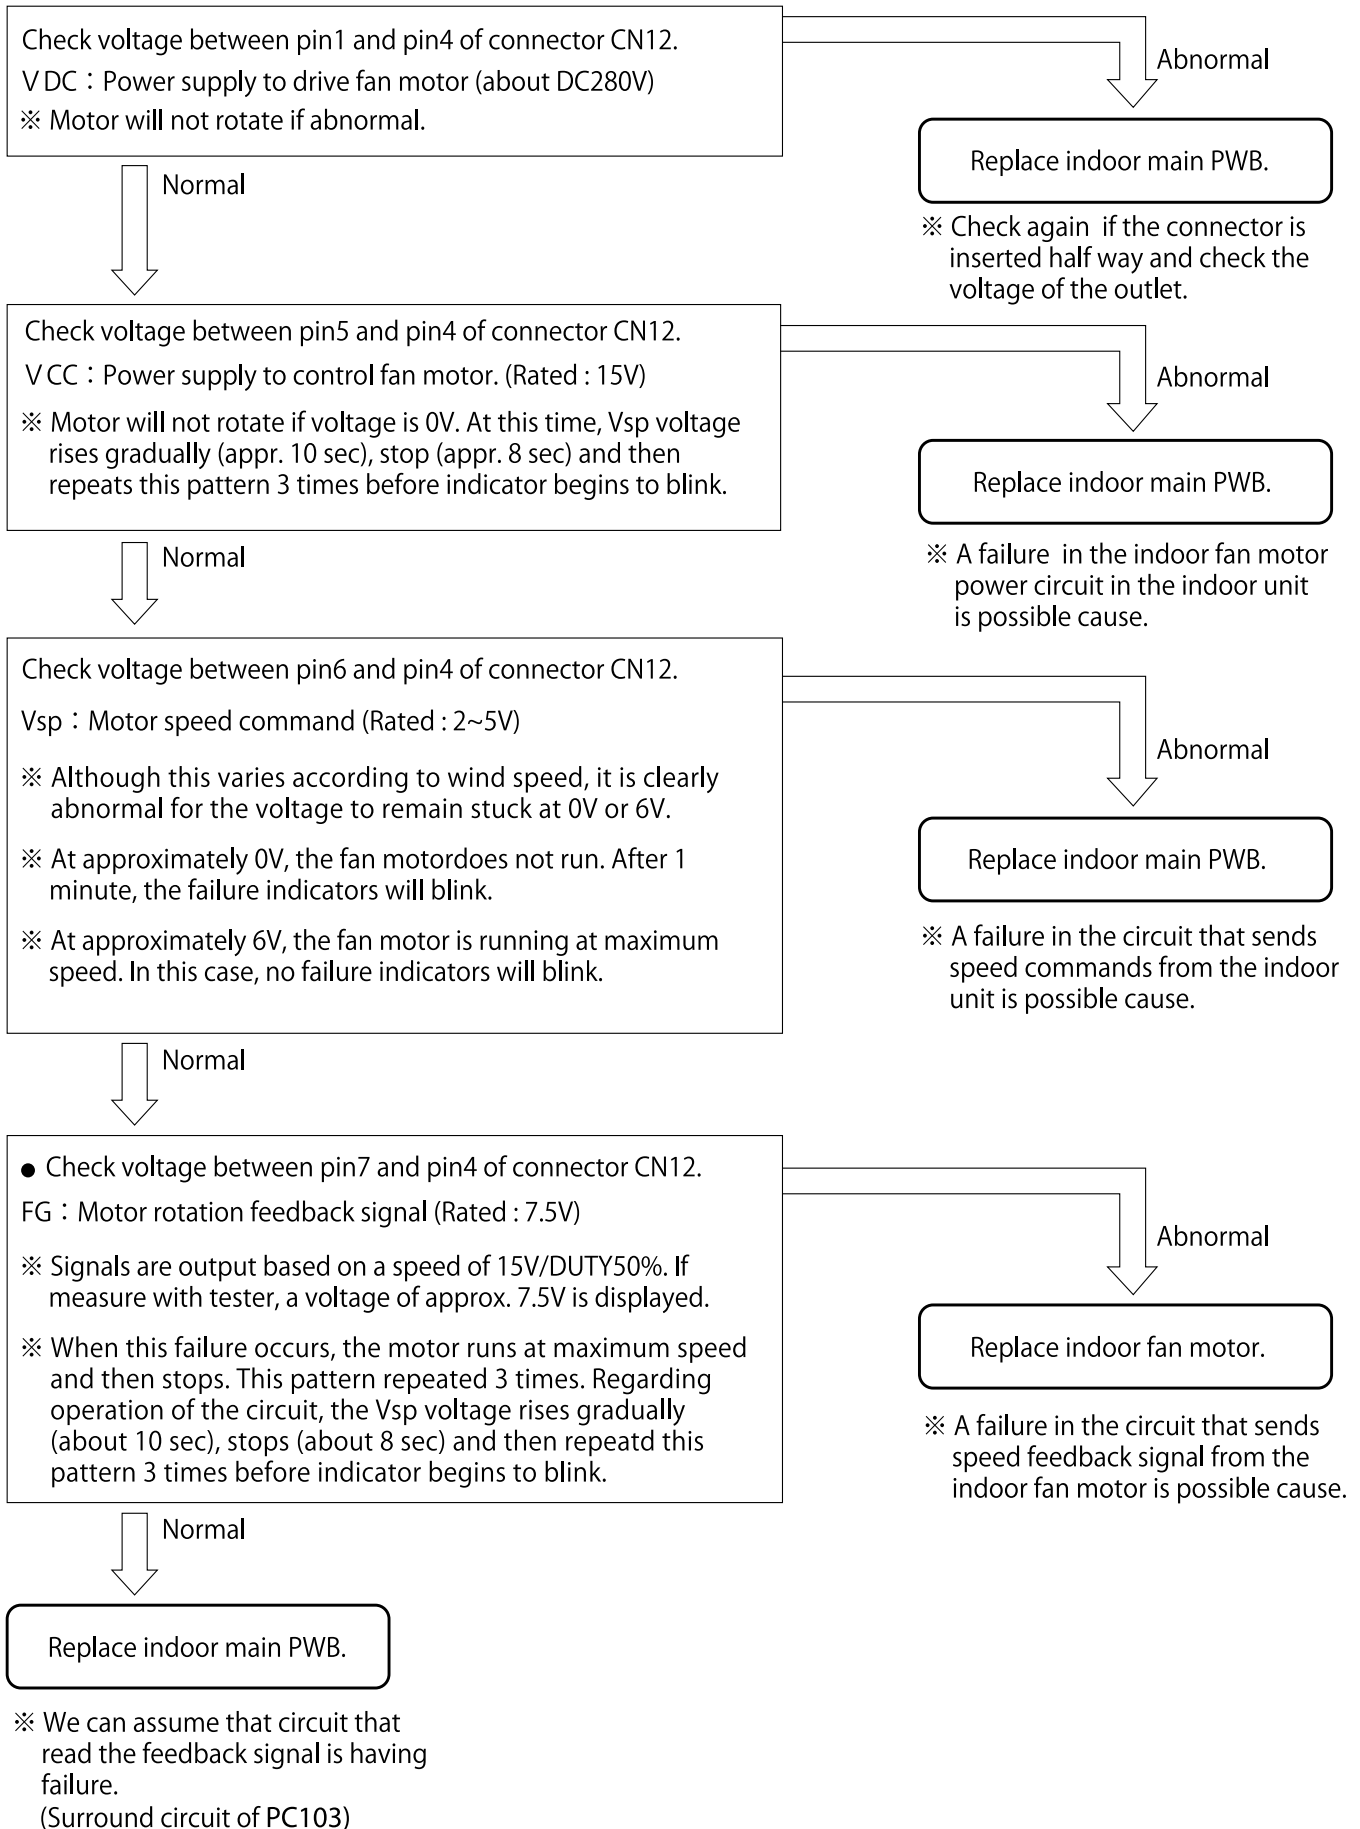 Check voltage between pin1 and pin4 of connector CN12.
V DC : Power supply to drive fan motor (about DC280V)
※ Motor will not rotate if abnormal.
Abnormal
Replace indoor main PWB.
※ Check again if the connector is
inserted half way and check the
voltage of the outlet.
Normal
Check voltage between pin5 and pin4 of connector CN12.
V CC : Power supply to control fan motor. (Rated : 15V)
※ Motor will not rotate if voltage is 0V. At this time, Vsp voltage
rises gradually (appr. 10 sec), stop (appr. 8 sec) and then
repeats this pattern 3 times before indicator begins to blink.
Abnormal
Replace indoor main PWB.
※ A failure in the indoor fan motor
power circuit in the indoor unit
is possible cause.
Normal
Check voltage between pin6 and pin4 of connector CN12.
Vsp : Motor speed command (Rated : 2~5V)
※ Although this varies according to wind speed, it is clearly
abnormal for the voltage to remain stuck at 0V or 6V.
※ At approximately 0V, the fan motordoes not run. After 1
minute, the failure indicators will blink.
※ At approximately 6V, the fan motor is running at maximum
speed. In this case, no failure indicators will blink.
Abnormal
Replace indoor main PWB.
※ A failure in the circuit that sends
speed commands from the indoor
unit is possible cause.
Normal
● Check voltage between pin7 and pin4 of connector CN12.
FG : Motor rotation feedback signal (Rated : 7.5V)
※ Signals are output based on a speed of 15V/DUTY50%. If
measure with tester, a voltage of approx. 7.5V is displayed.
※ When this failure occurs, the motor runs at maximum speed
and then stops. This pattern repeated 3 times. Regarding
operation of the circuit, the Vsp voltage rises gradually
(about 10 sec), stops (about 8 sec) and then repeatd this
pattern 3 times before indicator begins to blink.
Abnormal
Replace indoor fan motor.
※ A failure in the circuit that sends
speed feedback signal from the
indoor fan motor is possible cause.
Normal
Replace indoor main PWB.
※ We can assume that circuit that
read the feedback signal is having
failure.
(Surround circuit of PC103)